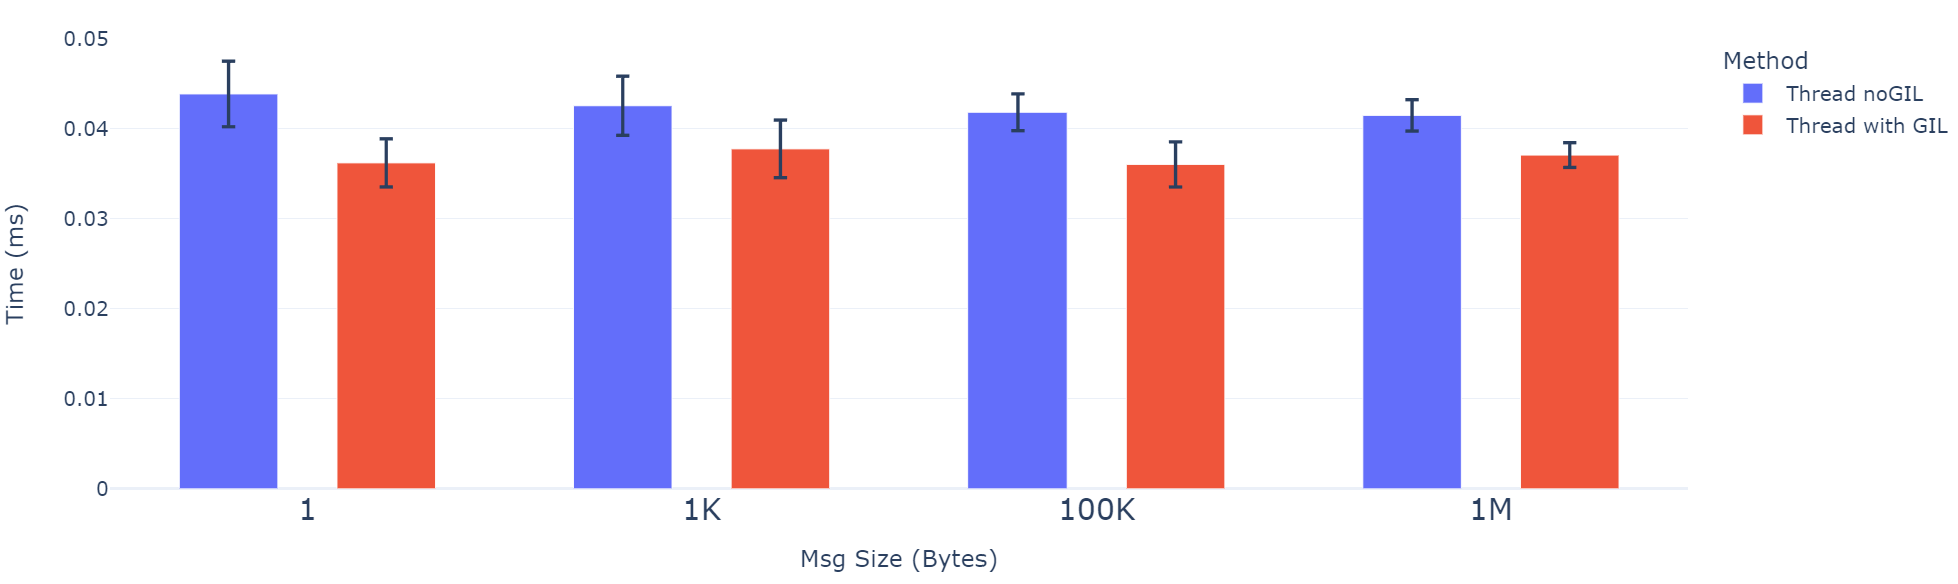 0.05
0.04
0.03
0.02
0.01
0
Time (ms)
1
1K
100K
1M
Msg Size (Bytes)
Method
Thread noGIL
Thread with GIL